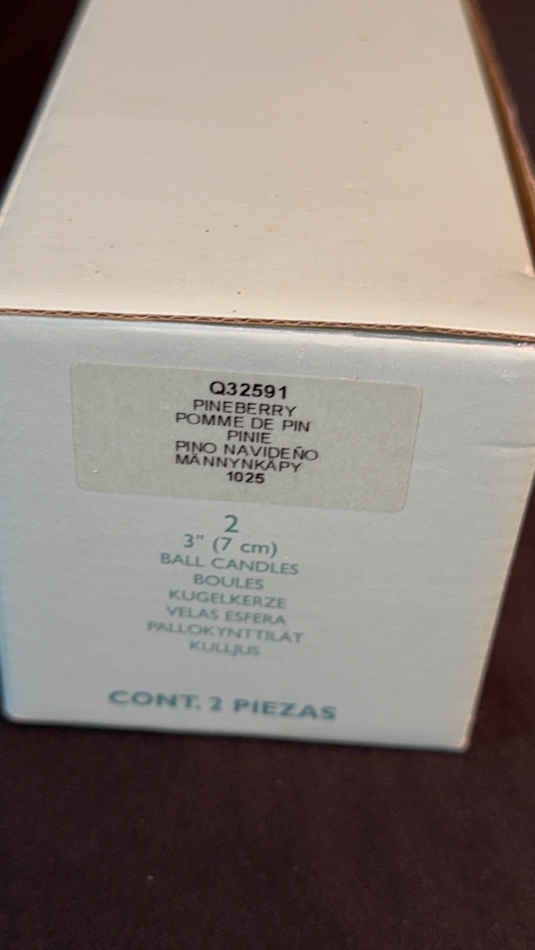 Q32591
PINEBERRY
POMME DE PIN
PINIE
PINO NAVIDEÑO
MÄNNYNKÄPY
1025
2
3" (7 cm)
BALL CANDLES
BOULES
KUGELKERZE
VELAS ESFERA
PALLOKYNTTILÄT
KULLJUS
CONT. 2 PIEZAS